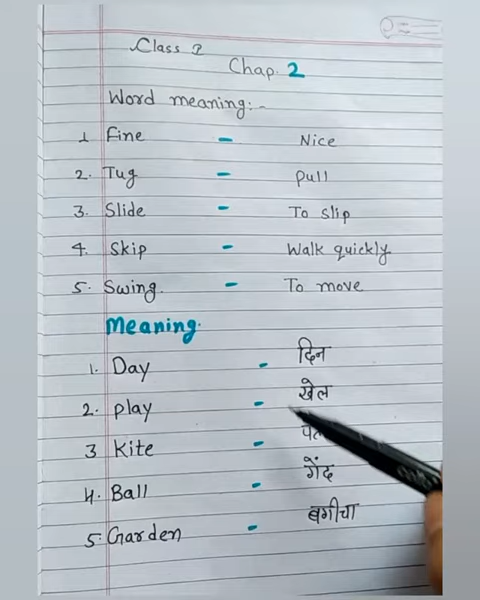 Class 2
Chap. 2
Word meaning:-
1 Fine - Nice
2. Tug - pull
3. Slide - To slip
4. Skip - Walk quickly
5. Swing. - To move
Meaning.
1. Day - दिन
2. play - खेल
3 kite -
4. Ball - गेंद
5. Garden - बगीचा